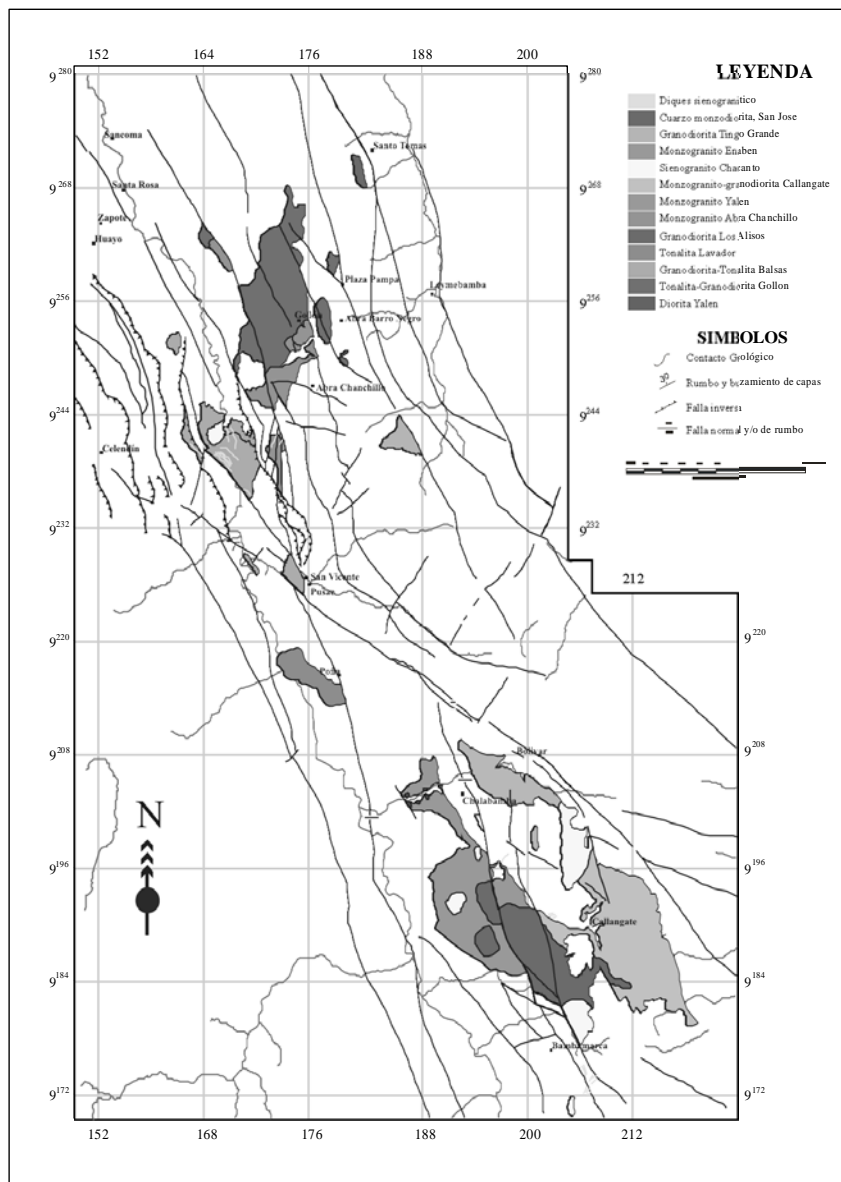 152 164 176 188 200
9280 9280
LEYENDA
Diques sienogranitico
Cuarzo monzodiorita, San Jose
Granodiorita Tingo Grande
Monzogranito Enaben
Sienogranito Chacanto
Monzogranito-granodiorita Callangate
Monzogranito Yalen
Monzogranito Abra Chanchillo
Granodiorita Los Alisos
Tonalita Lavador
Granodiorita-Tonalita Balsas
Tonalita-Granodiorita Gollon
Diorita Yalen
SIMBOLOS
Contacto Geológico
30
Rumbo y buzamiento de capas
Falla inversa
Falla normal y/o de rumbo
Santo Tomas
9268 9268
Santa Rosa
Zapote
Huayo
Plaza Pampa
Leymebamba
9256 9256
Gollon
Abra Barro Negro
Abra Chanchillo
9244 9244
Celendín
9232 9232
San Vicente
Pusac
212
9220 9220
9208 9208
Bolivar
Chulabamba
9196 9196
N
Callangate
9184 9184
Bambamarca
9172 9172
152 168 176 188 200 212